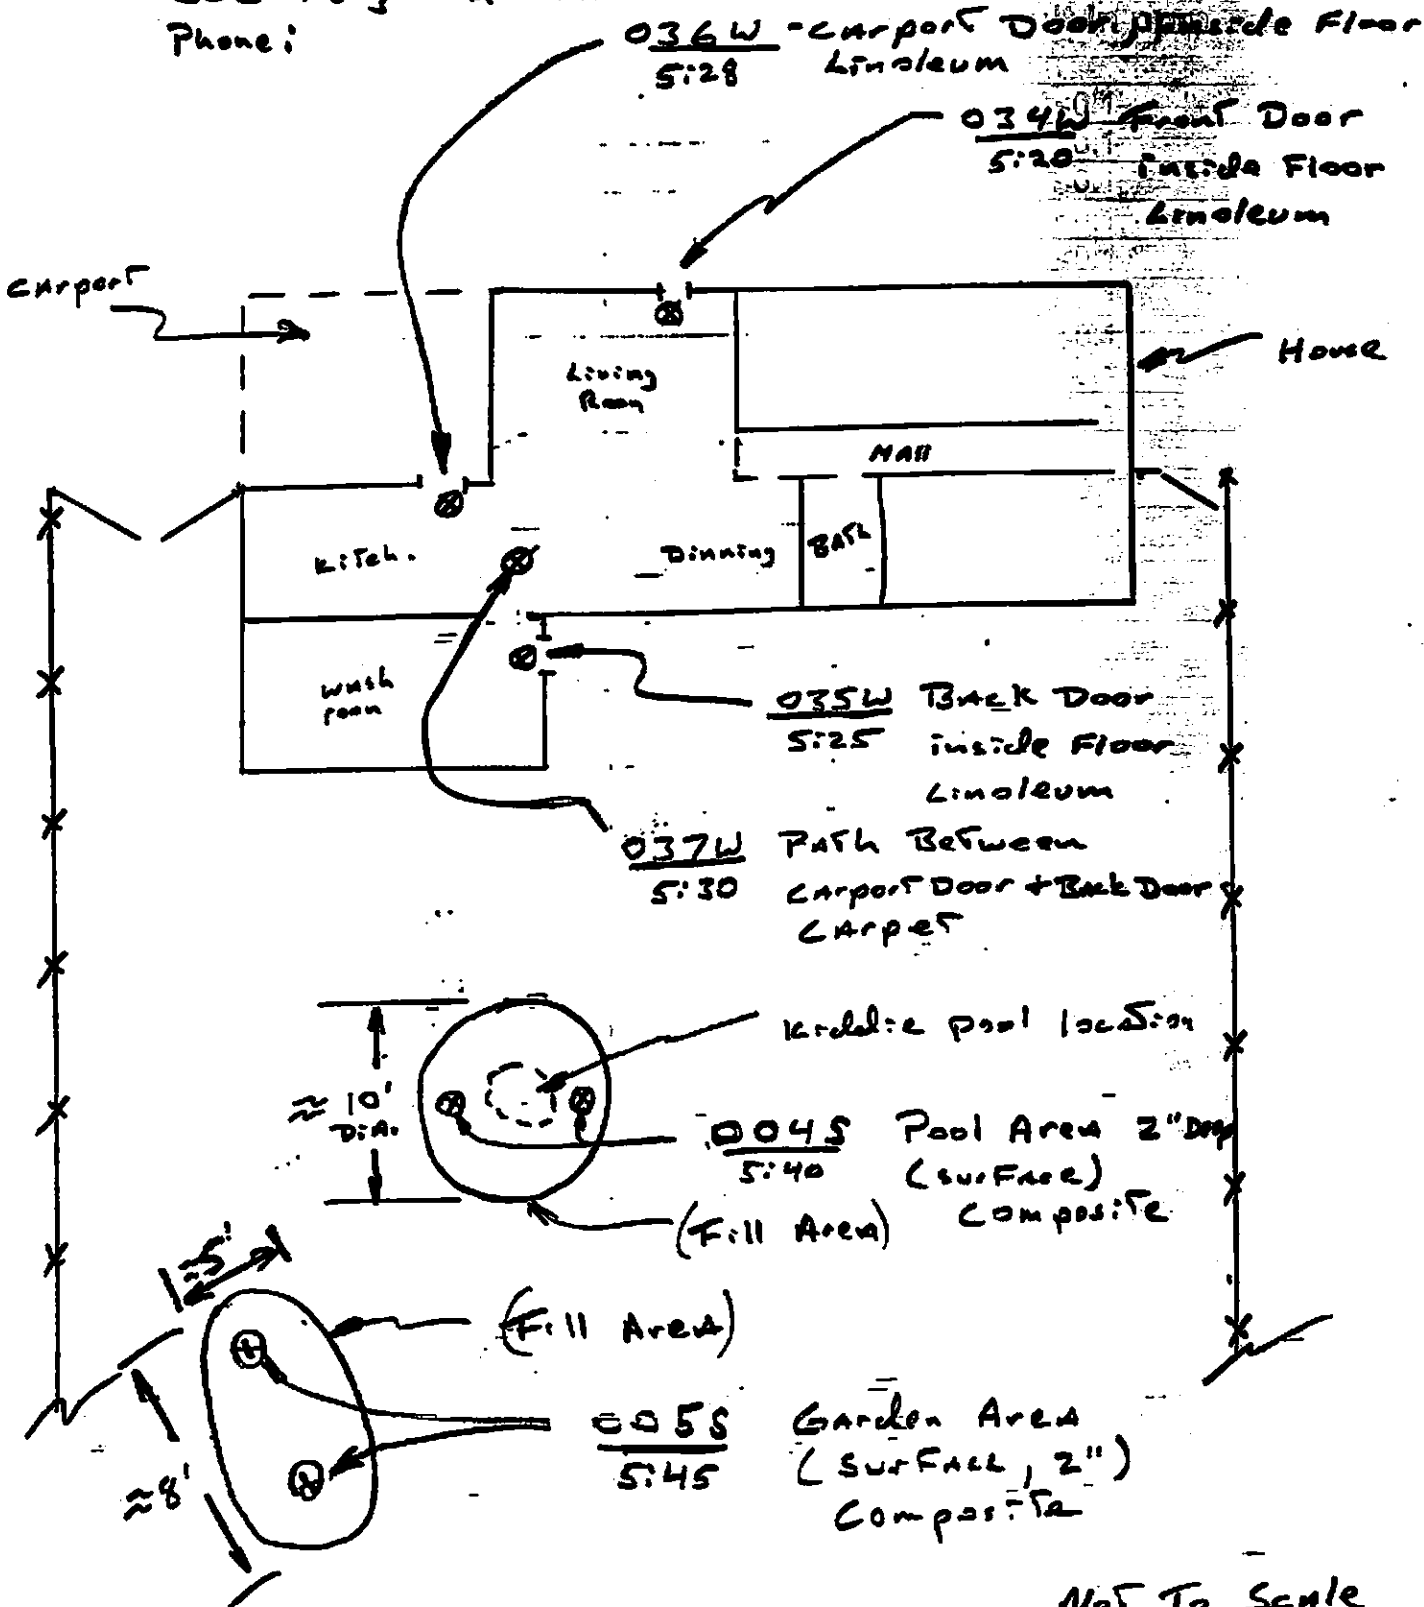 Phone:
036W - Carport Door, inside Floor
5:28 Linoleum
034W Front Door
5:20 inside Floor
Linoleum
Carport
House
Living
Room
Hall
Kitch.
Dinning
Bath
wash
room
035W Back Door
5:25 inside Floor
Linoleum
037W Path Between
5:30 Carport Door + Back Door
Carpet
Kiddie pool location
≈ 10'
DIA.
004S Pool Area 2" Deep
5:40 (surface)
Composite
(Fill Area)
≈5'
(Fill Area)
005S Garden Area
5:45 (Surface, 2")
Composite
≈8'
Not To Scale